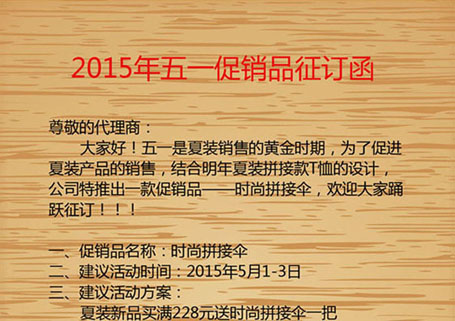 2015年五一促销品征订函
尊敬的代理商：
大家好！五一是夏装销售的黄金时期，为了促进
夏装产品的销售，结合明年夏装拼接款T恤的设计，
公司特推出一款促销品——时尚拼接伞，欢迎大家踊
跃征订！！！
一、促销品名称：时尚拼接伞
二、建议活动时间：2015年5月1-3日
三、建议活动方案：
夏装新品买满228元送时尚拼接伞一把